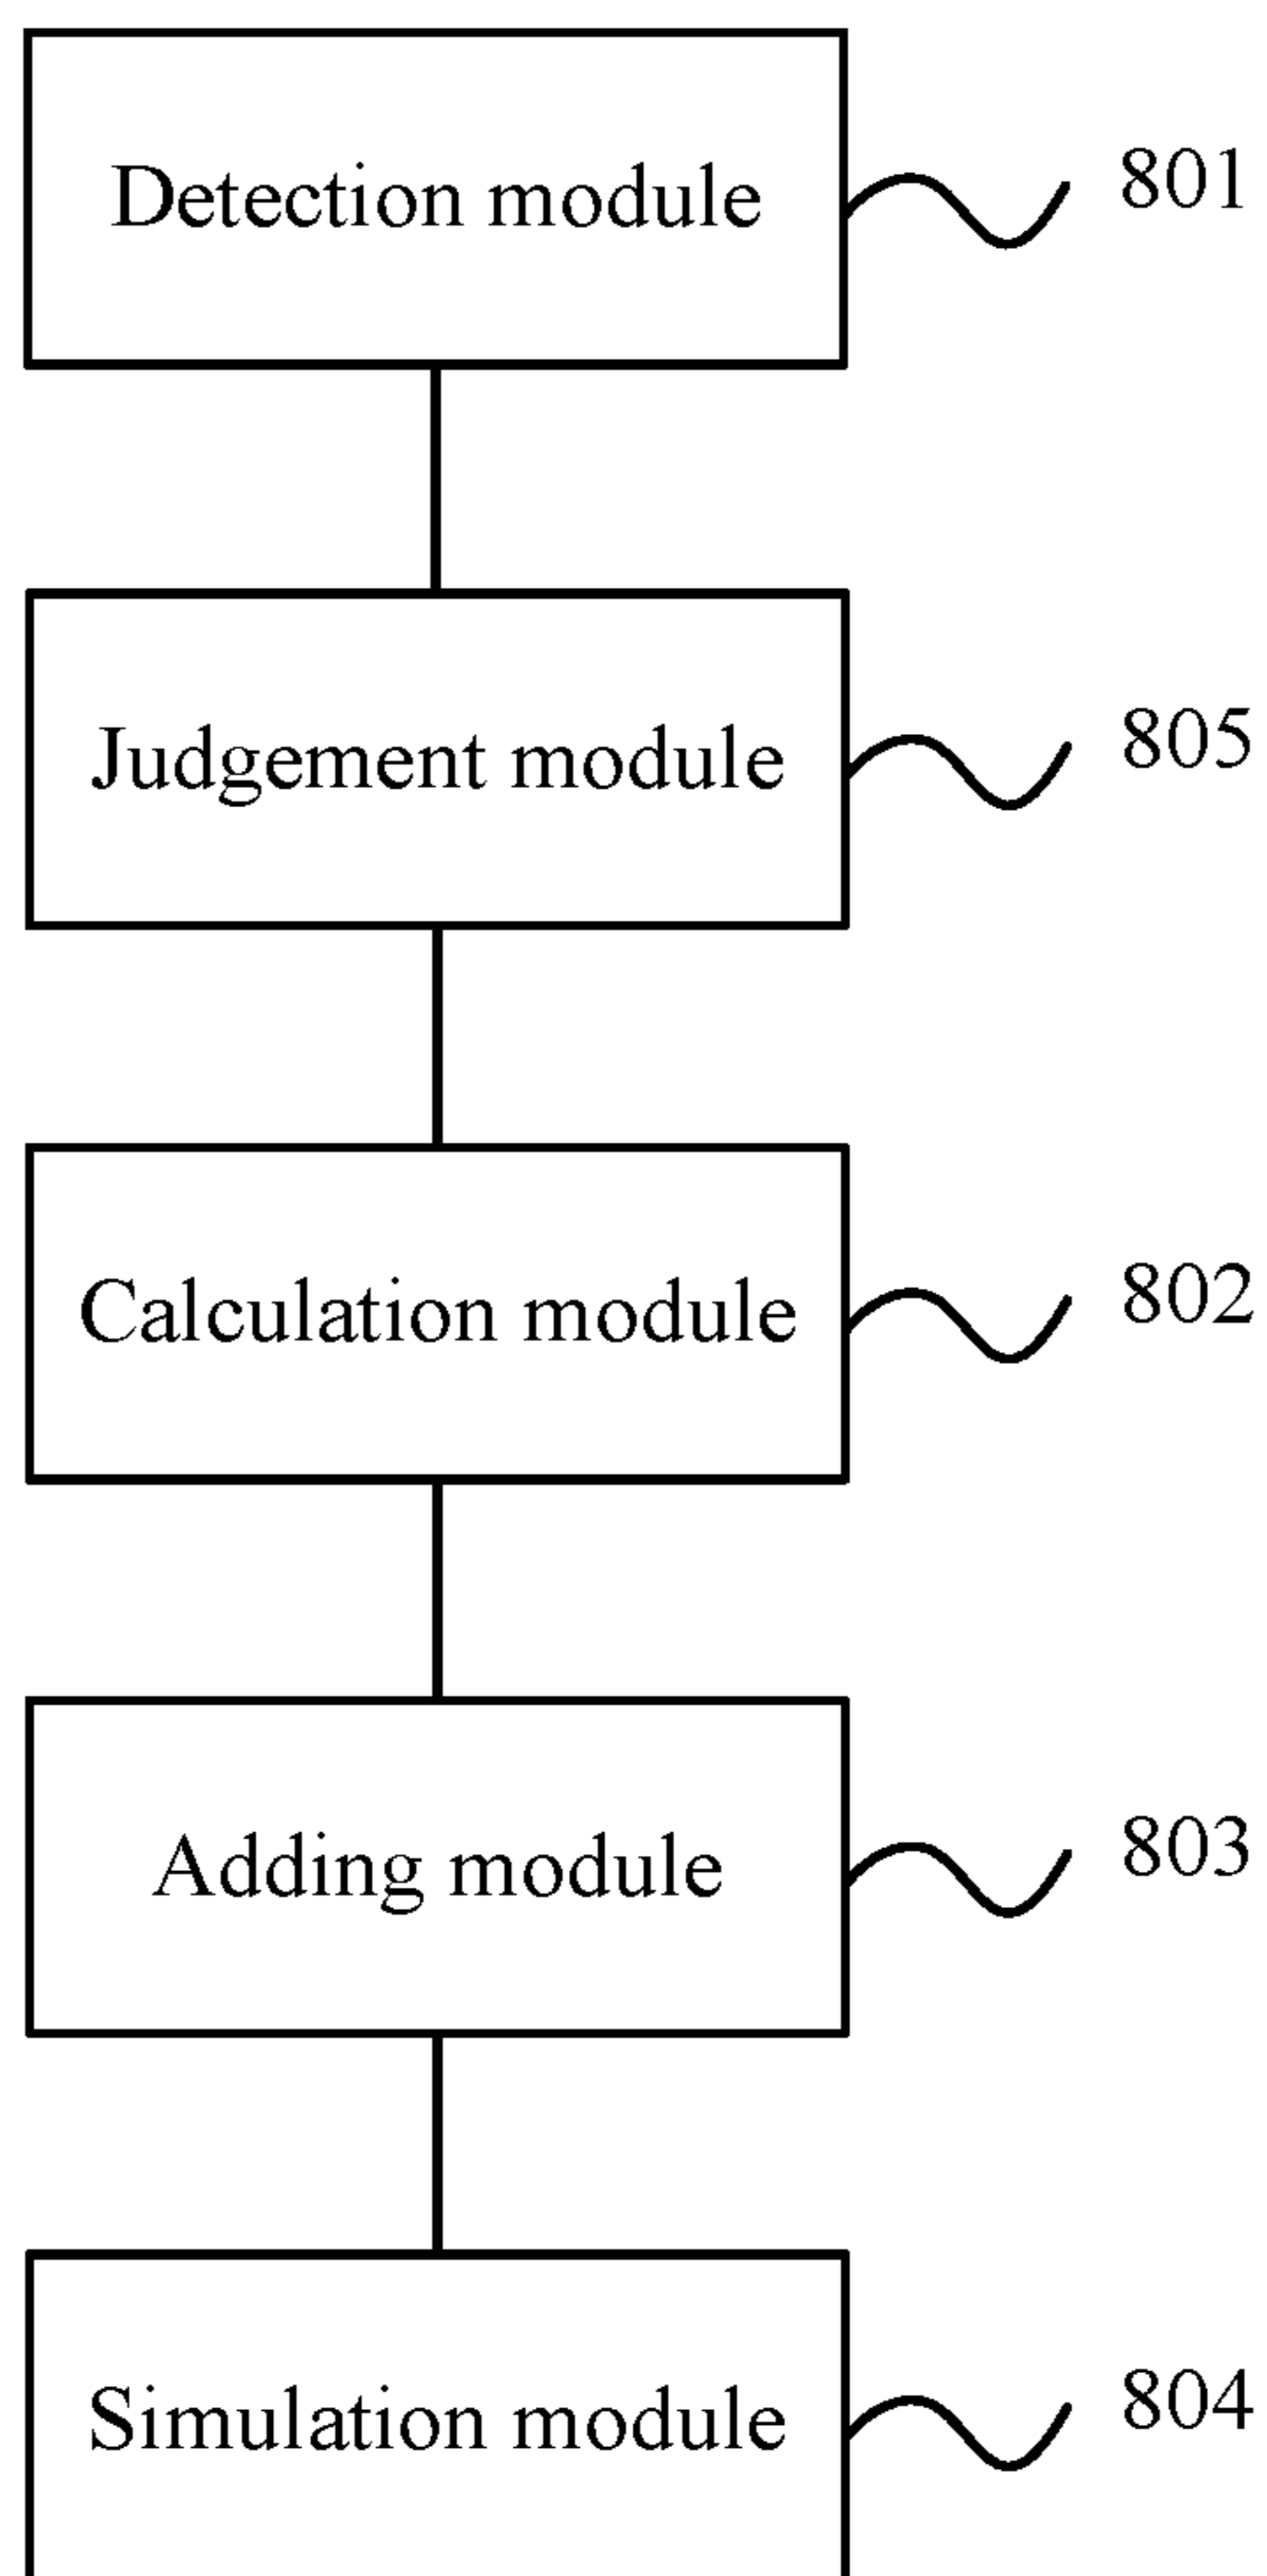 Detection module 801
Judgement module 805
Calculation module 802
Adding module 803
Simulation module 804